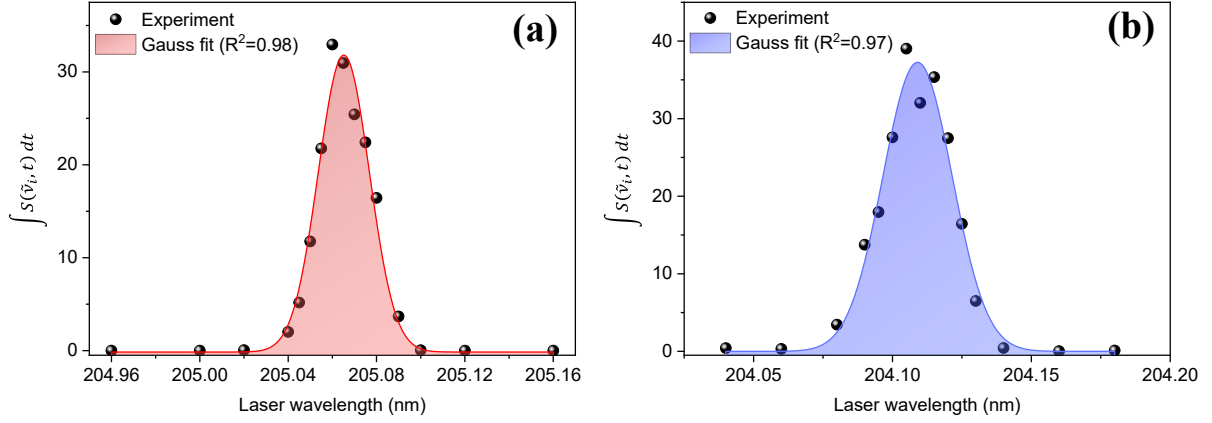 (a)
Experiment
Gauss fit (R²=0.98)
30
20
10
0
∫ S(ṽᵢ, t) dt
204.96 205.00 205.04 205.08 205.12 205.16
Laser wavelength (nm)
(b)
Experiment
Gauss fit (R²=0.97)
40
30
20
10
0
∫ S(ṽᵢ, t) dt
204.05 204.10 204.15 204.20
Laser wavelength (nm)